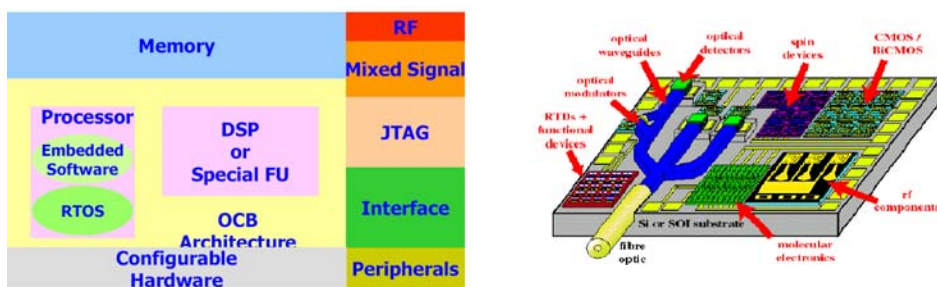 Memory
RF
Mixed Signal
JTAG
Interface
Peripherals
Processor
Embedded
Software
RTOS
DSP
or
Special FU
OCB
Architecture
Configurable
Hardware
optical
waveguides
optical
detectors
spin
devices
CMOS /
BiCMOS
optical
modulators
RTDs +
functional
devices
rf
components
Si or SOI substrate
molecular
electronics
fibre
optic